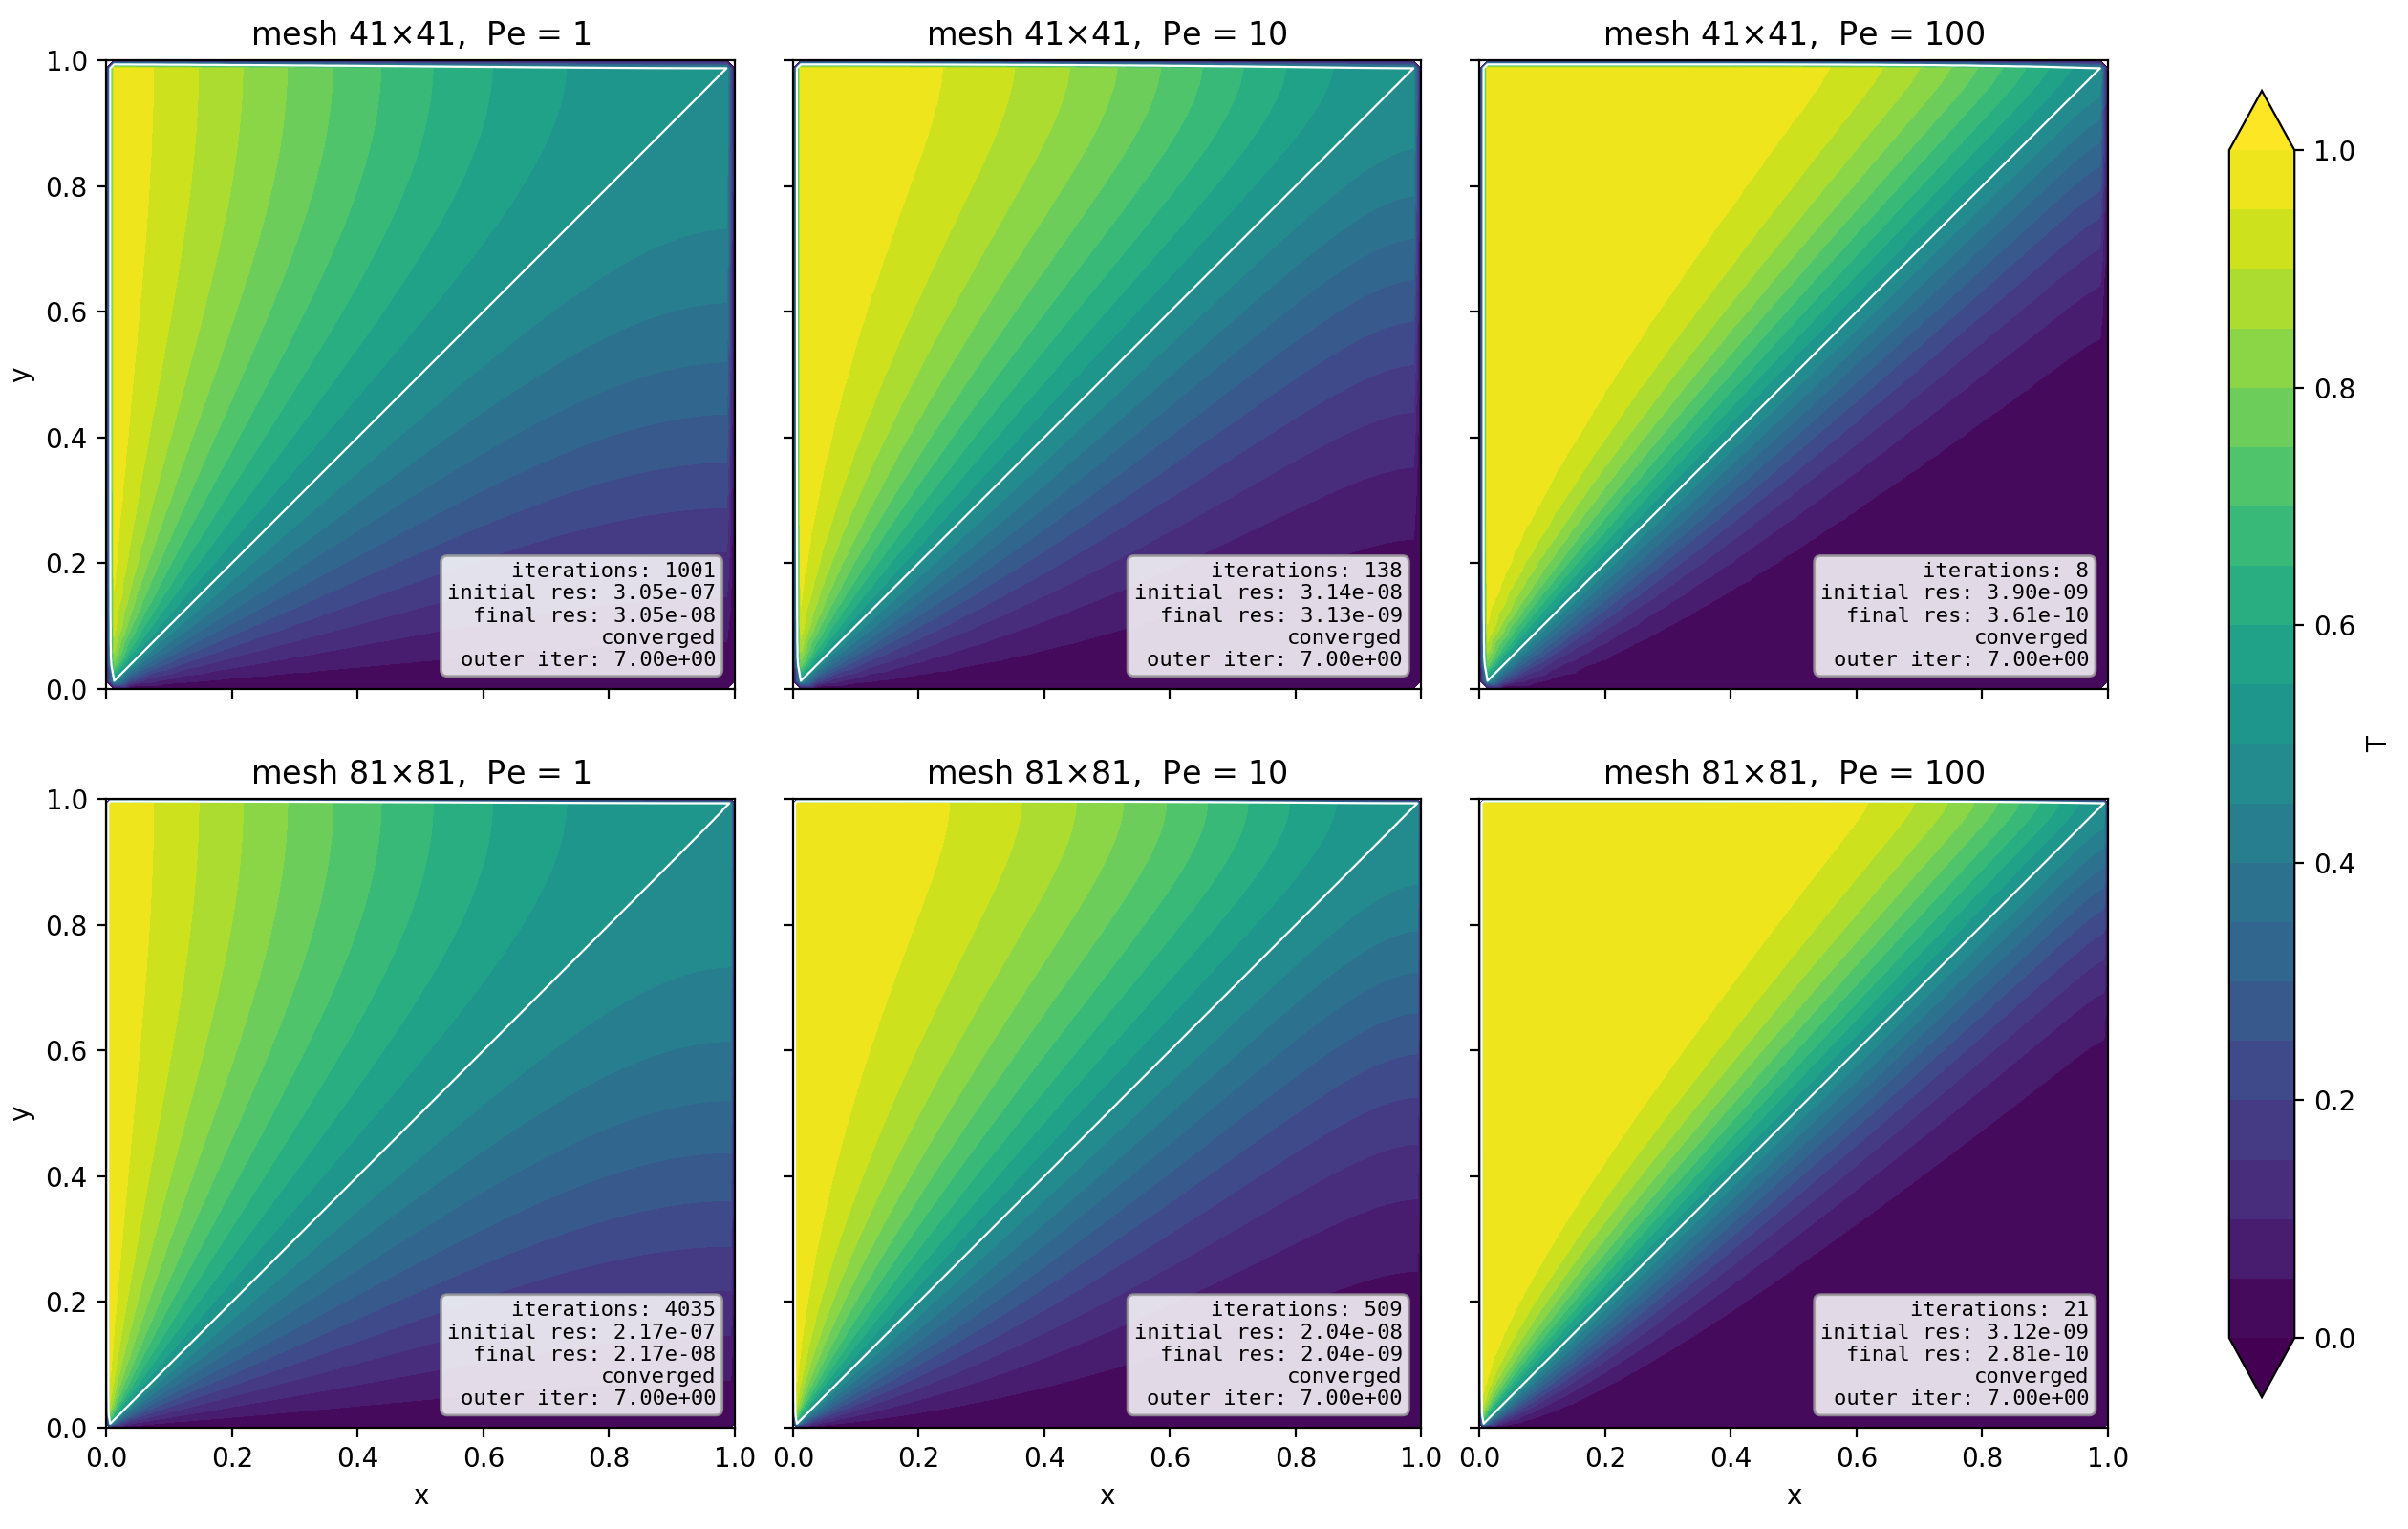 mesh 41×41,  Pe = 1
1.0
0.8
0.6
0.4
0.2
0.0
y
iterations: 1001
initial res: 3.05e-07
final res: 3.05e-08
converged
outer iter: 7.00e+00
mesh 41×41,  Pe = 10
iterations: 138
initial res: 3.14e-08
final res: 3.13e-09
converged
outer iter: 7.00e+00
mesh 41×41,  Pe = 100
iterations: 8
initial res: 3.90e-09
final res: 3.61e-10
converged
outer iter: 7.00e+00
mesh 81×81,  Pe = 1
1.0
0.8
0.6
0.4
0.2
0.0
y
iterations: 4035
initial res: 2.17e-07
final res: 2.17e-08
converged
outer iter: 7.00e+00
0.0 0.2 0.4 0.6 0.8 1.0
x
mesh 81×81,  Pe = 10
iterations: 509
initial res: 2.04e-08
final res: 2.04e-09
converged
outer iter: 7.00e+00
0.0 0.2 0.4 0.6 0.8 1.0
x
mesh 81×81,  Pe = 100
iterations: 21
initial res: 3.12e-09
final res: 2.81e-10
converged
outer iter: 7.00e+00
0.0 0.2 0.4 0.6 0.8 1.0
x
1.0
0.8
0.6
0.4
0.2
0.0
T